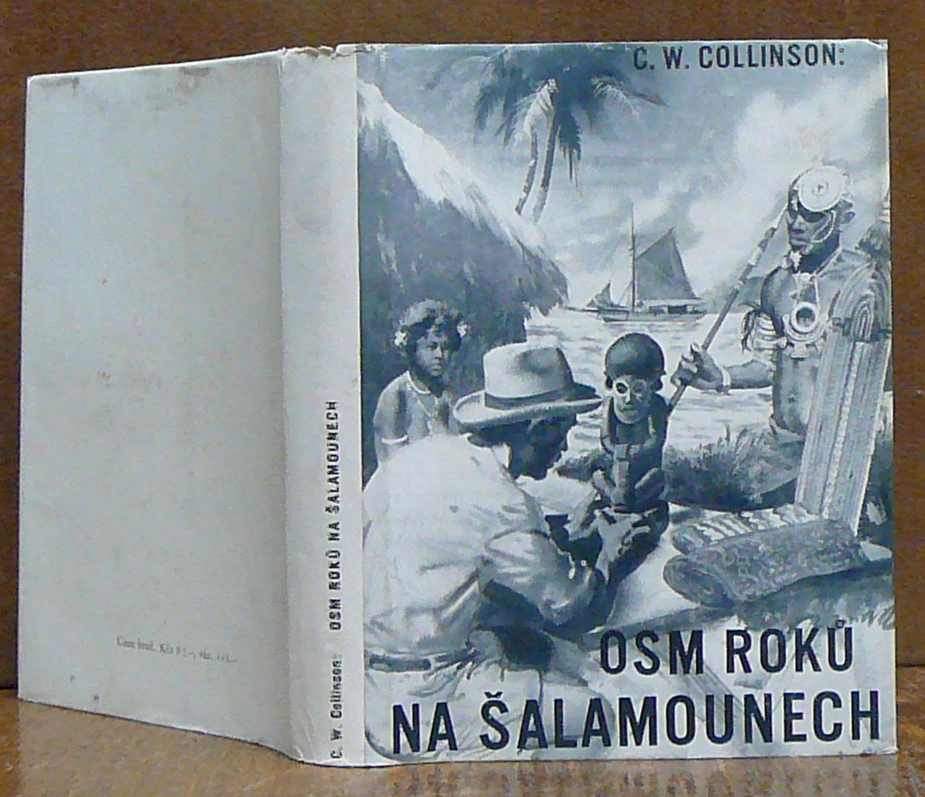 C. W. COLLINSON:
OSM ROKŮ
NA ŠALAMOUNECH
C. W. Collinson: OSM ROKŮ NA ŠALAMOUNECH